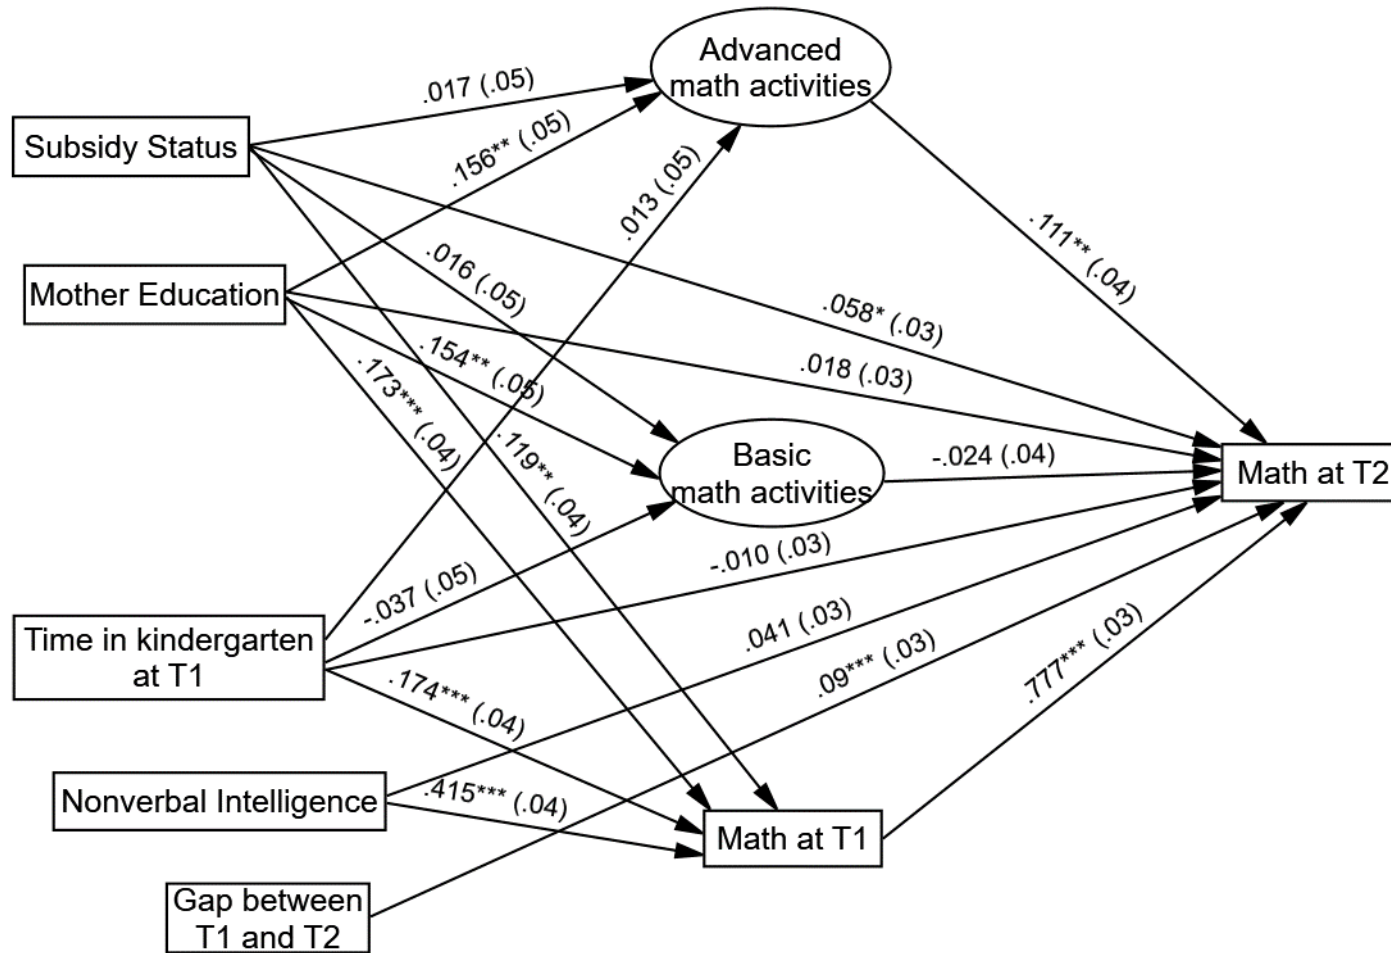 Advanced
math activities
.017 (.05)
Subsidy Status
.156** (.05)
.013 (.05)
.111** (.04)
.016 (.05)
Mother Education
.058* (.03)
.018 (.03)
.154** (.05)
.173*** (.04)
.119** (.04)
Basic
math activities
-.024 (.04)
Math at T2
-.010 (.03)
-.037 (.05)
Time in kindergarten
at T1
.041 (.03)
.09*** (.03)
.777*** (.03)
.174*** (.04)
Nonverbal Intelligence
.415*** (.04)
Math at T1
Gap between
T1 and T2